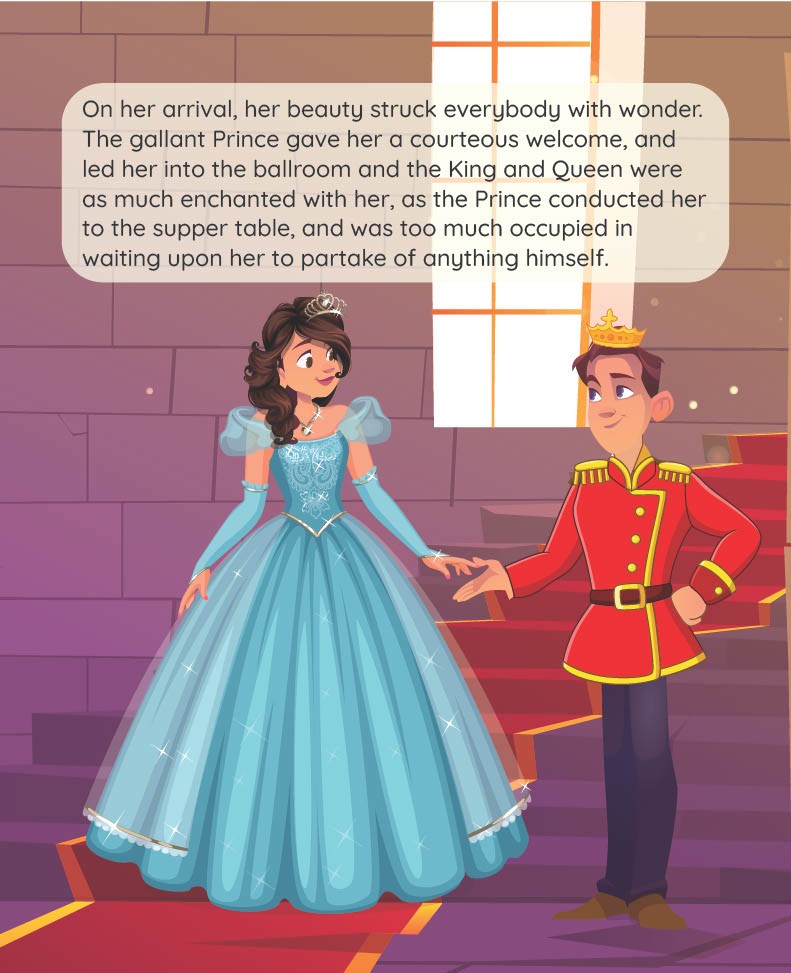 On her arrival, her beauty struck everybody with wonder.
The gallant Prince gave her a courteous welcome, and
led her into the ballroom and the King and Queen were
as much enchanted with her, as the Prince conducted her
to the supper table, and was too much occupied in
waiting upon her to partake of anything himself.